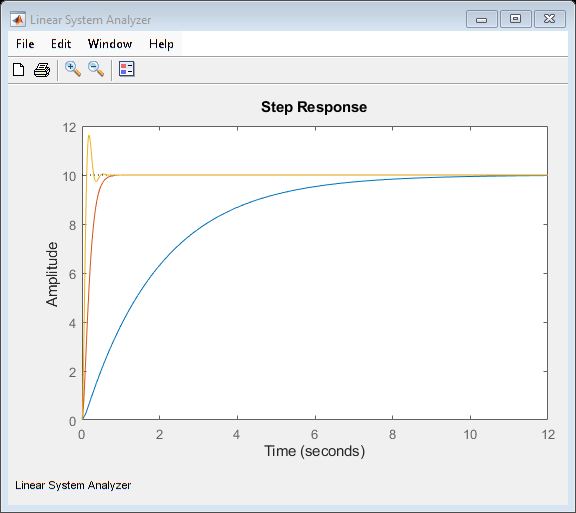 Linear System Analyzer
File Edit Window Help
Step Response
12
10
8
6
4
2
0
Amplitude
0 2 4 6 8 10 12
Time (seconds)
Linear System Analyzer